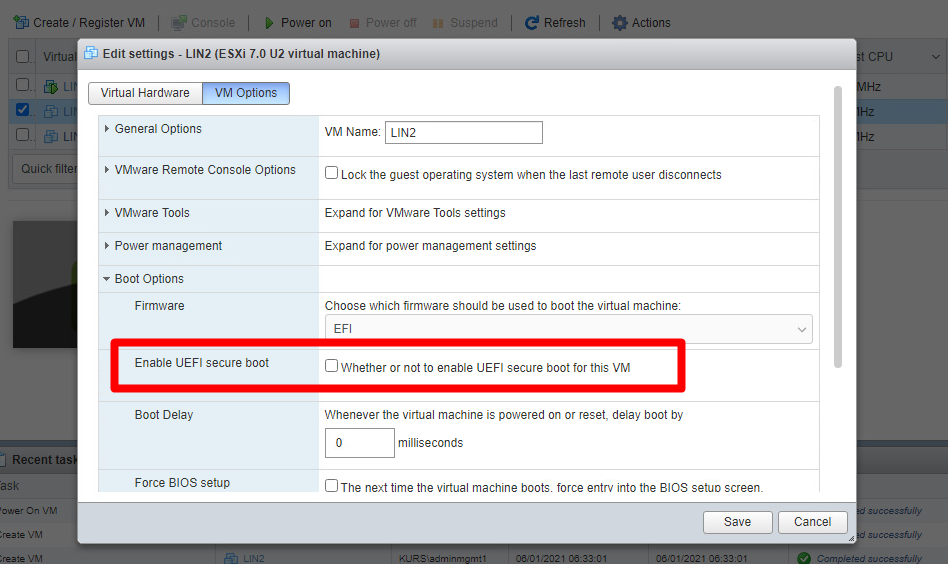 Create / Register VM Console Power on Power off Suspend Refresh Actions
Virtual st CPU
LIN MHz
LIN MHz
LIN MHz
Quick filter
Edit settings - LIN2 (ESXi 7.0 U2 virtual machine)
Virtual Hardware VM Options
General Options VM Name: LIN2
VMware Remote Console Options Lock the guest operating system when the last remote user disconnects
VMware Tools Expand for VMware Tools settings
Power management Expand for power management settings
Boot Options
Firmware Choose which firmware should be used to boot the virtual machine:
EFI
Enable UEFI secure boot Whether or not to enable UEFI secure boot for this VM
Boot Delay Whenever the virtual machine is powered on or reset, delay boot by
0 milliseconds
Force BIOS setup The next time the virtual machine boots, force entry into the BIOS setup screen.
Save Cancel
Recent task
ask
Power On VM ed successfully
Create VM ed successfully
Create VM LIN2 KURS\adminmgmt1 06/01/2021 06:33:01 06/01/2021 06:33:01 Completed successfully